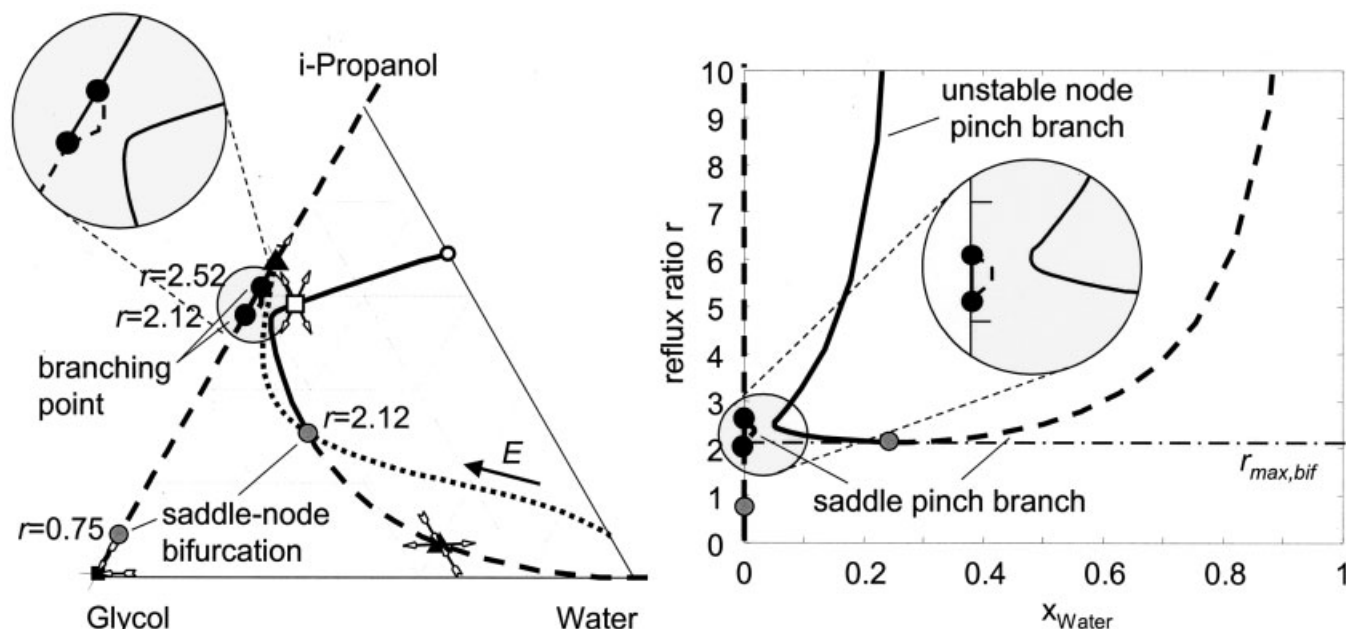 i-Propanol
r=2.52
r=2.12
branching
point
r=2.12
E
r=0.75
saddle-node
bifurcation
Glycol
Water
10
9
8
7
6
5
4
3
2
1
0
reflux ratio r
unstable node
pinch branch
r_max,bif
saddle pinch branch
0
0.2
0.4
0.6
0.8
1
x_Water